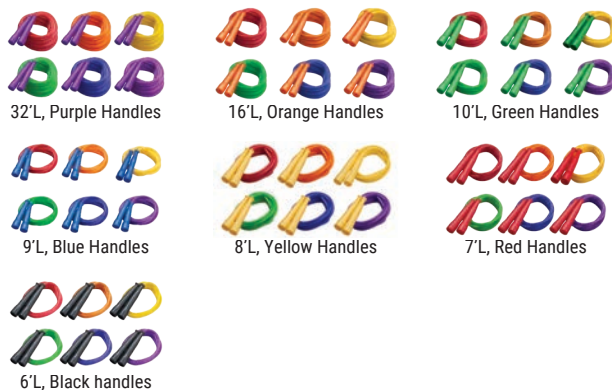 32'L, Purple Handles
16'L, Orange Handles
10'L, Green Handles
9'L, Blue Handles
8'L, Yellow Handles
7'L, Red Handles
6'L, Black handles